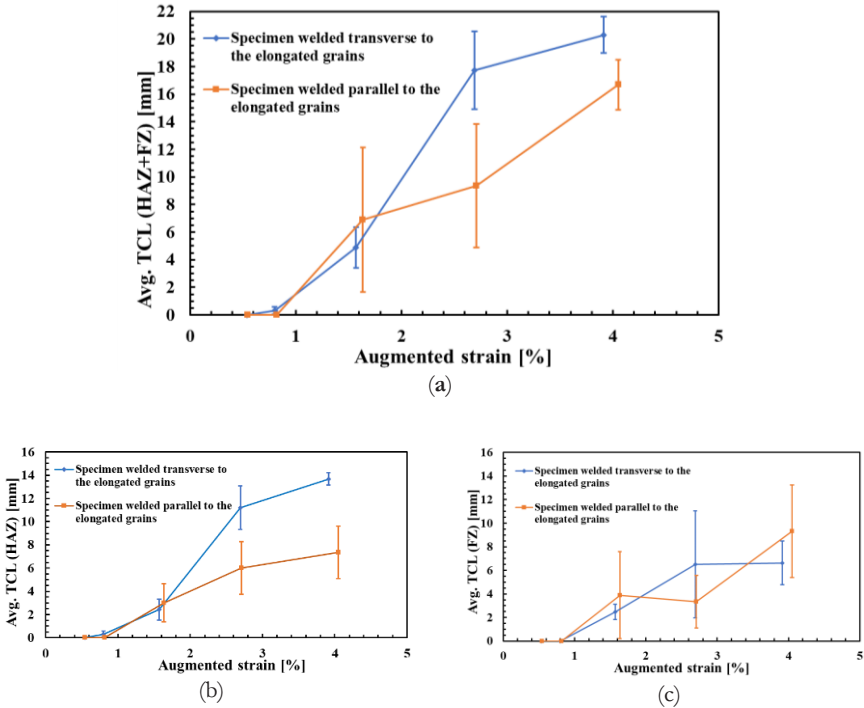 22
20
18
16
14
12
10
8
6
4
2
0
Avg. TCL (HAZ+FZ) [mm]
Specimen welded transverse to
the elongated grains
Specimen welded parallel to the
elongated grains
0 1 2 3 4 5
Augmented strain [%]
(a)
16
14
12
10
8
6
4
2
0
Avg. TCL (HAZ) [mm]
Specimen welded transverse to
the elongated grains
Specimen welded parallel to the
elongated grains
0 1 2 3 4 5
Augmented strain [%]
(b)
16
14
12
10
8
6
4
2
0
Avg. TCL (FZ) [mm]
Specimen welded transverse to the
elongated grains
Specimen welded parallel to the
elongated grains
0 1 2 3 4 5
Augmented strain [%]
(c)